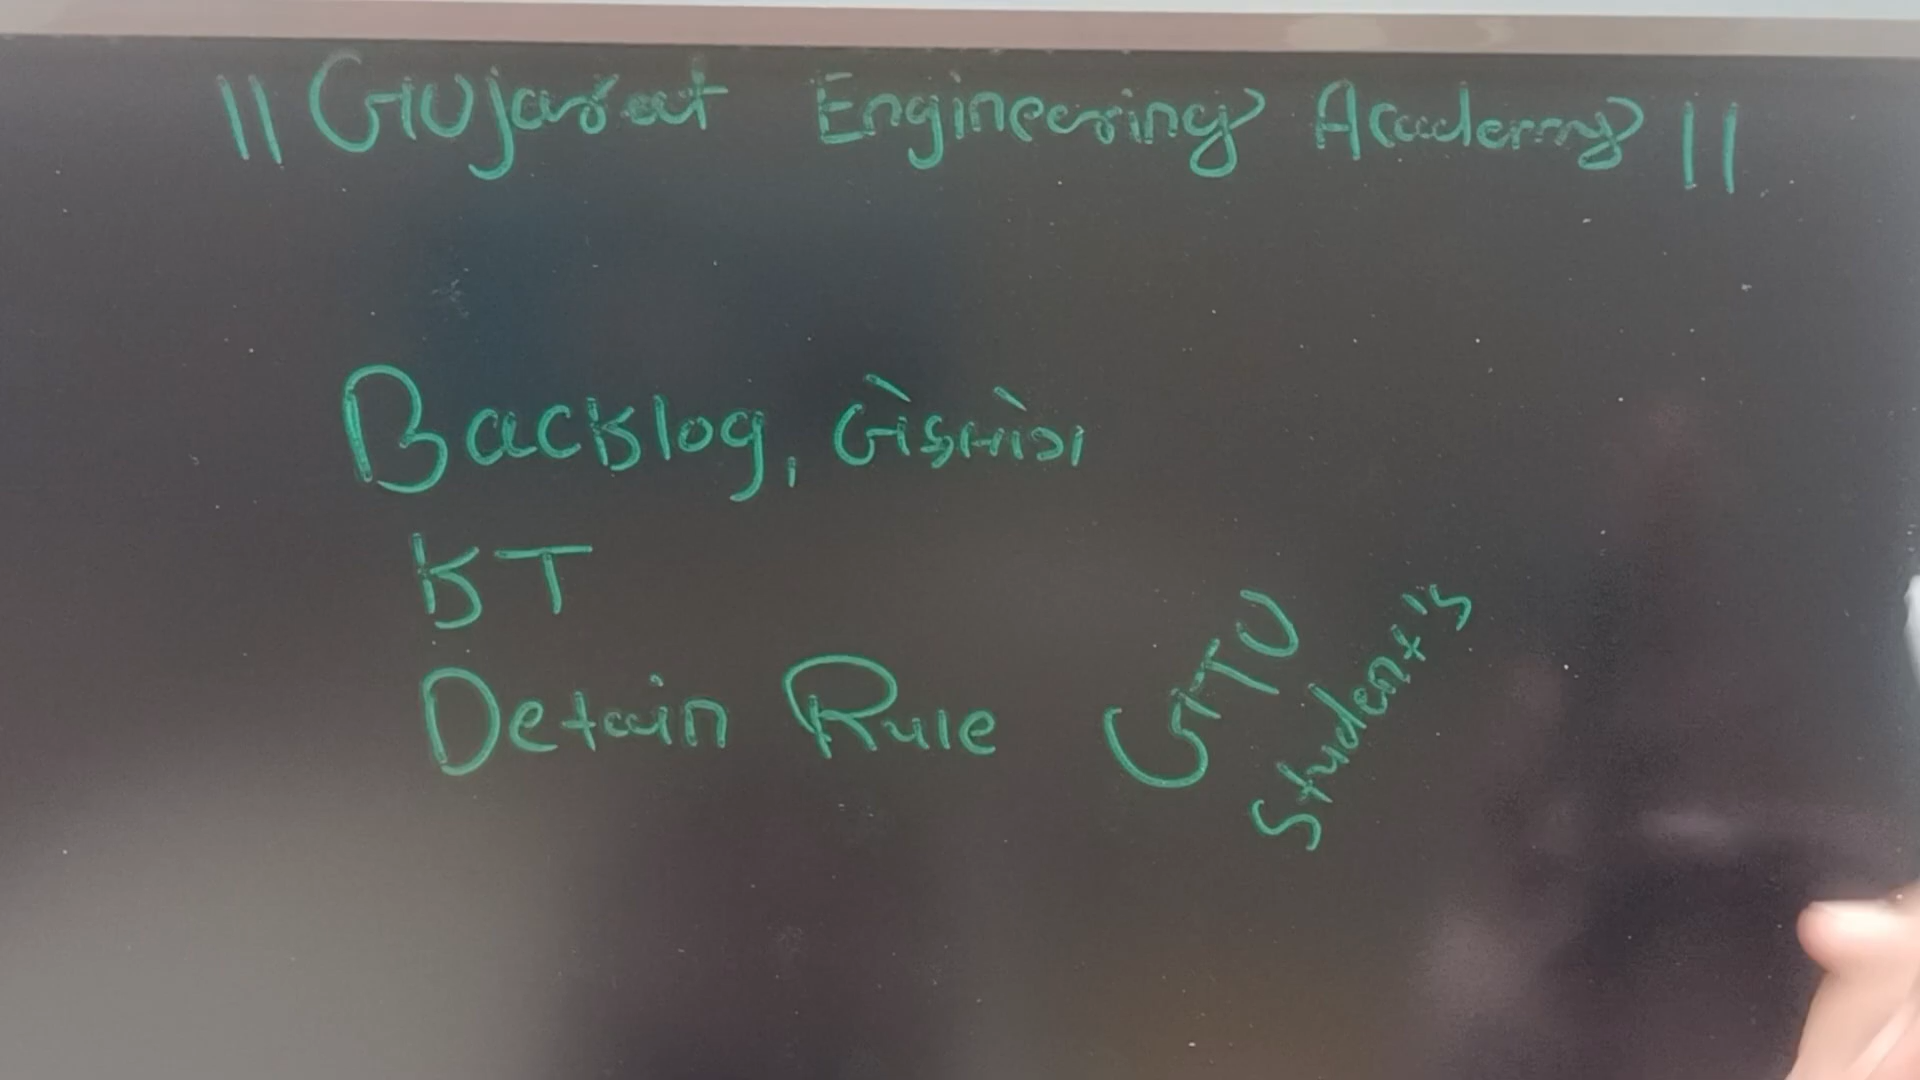 || Gujarat Engineering Academy ||
Backlog,
KT
Detain Rule
GTU
Student's